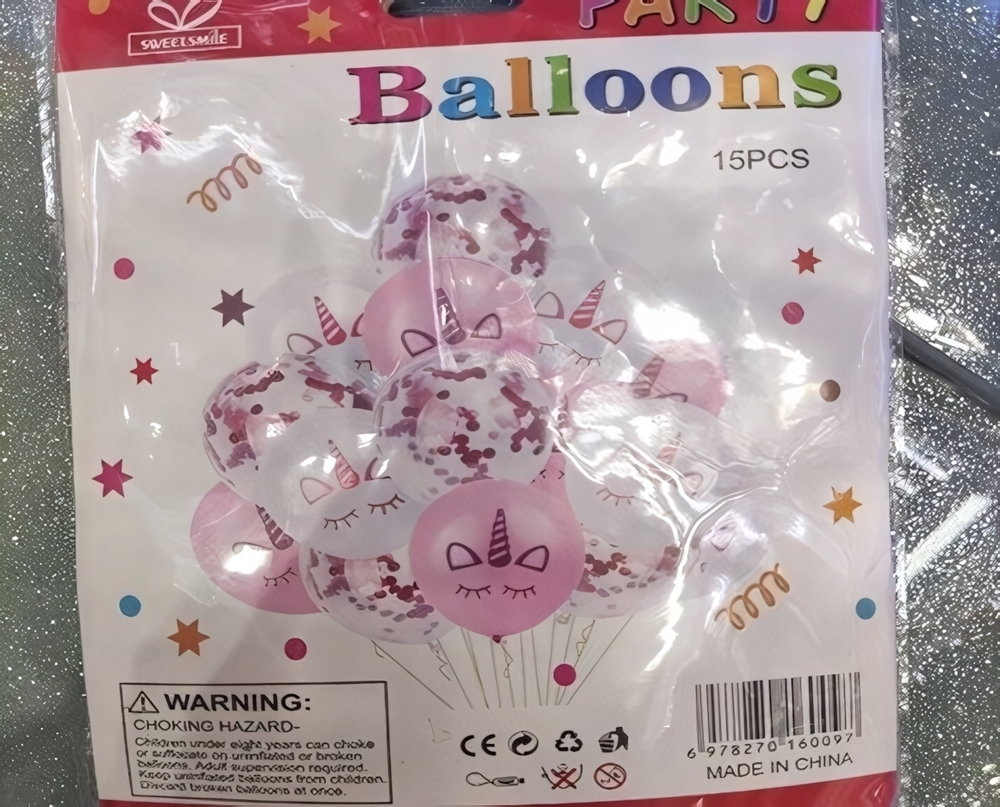 SWEETSMILE
PARTY
Balloons
15PCS
WARNING:
CHOKING HAZARD-
Children under eight years can choke
or suffocate on uninflated or broken
balloons. Adult supervision required.
Keep uninflated balloons from children.
Discard broken balloons at once.
CE
6 978270 160097
MADE IN CHINA